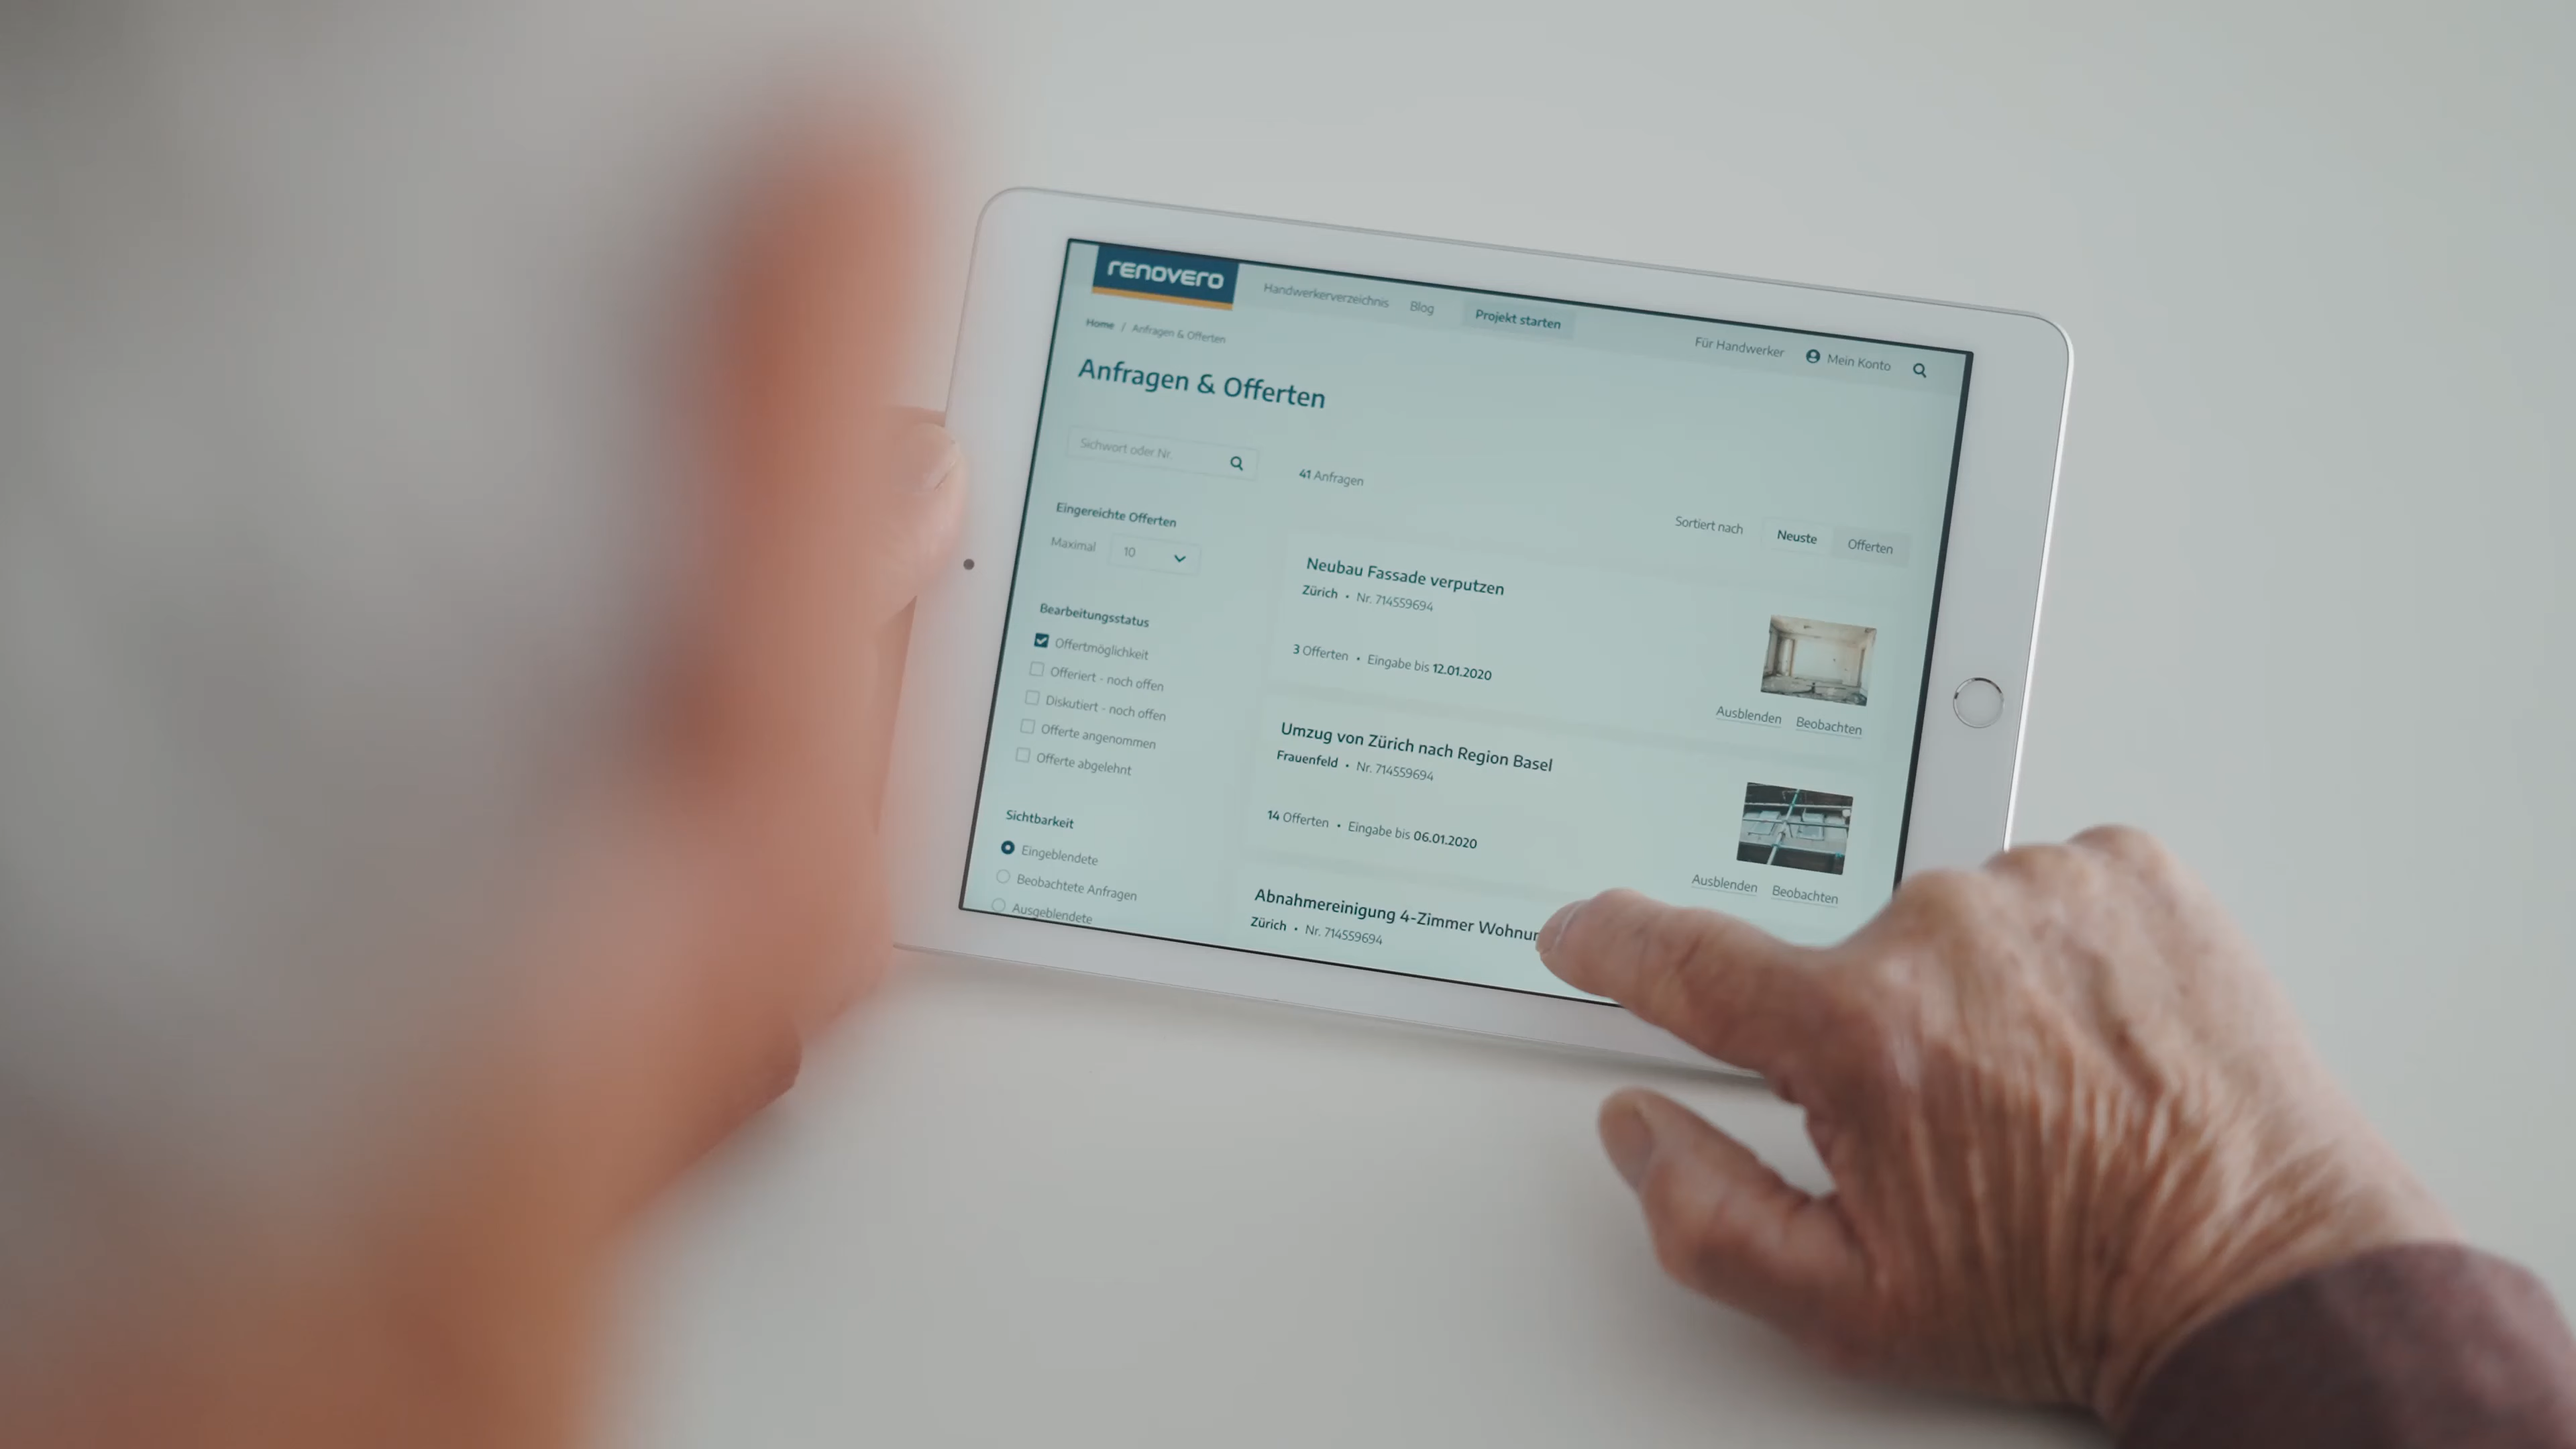 renovero
Handwerkerverzeichnis Blog Projekt starten
Für Handwerker Mein Konto
Home / Anfragen & Offerten
Anfragen & Offerten
Sichwort oder Nr.
41 Anfragen
Sortiert nach Neuste Offerten
Eingereichte Offerten
Maximal 10
Bearbeitungsstatus
Offertmöglichkeit
Offeriert - noch offen
Diskutiert - noch offen
Offerte angenommen
Offerte abgelehnt
Sichtbarkeit
Eingeblendete
Beobachtete Anfragen
Ausgeblendete
Neubau Fassade verputzen
Zürich • Nr. 714559694
3 Offerten • Eingabe bis 12.01.2020
Ausblenden Beobachten
Umzug von Zürich nach Region Basel
Frauenfeld • Nr. 714559694
14 Offerten • Eingabe bis 06.01.2020
Ausblenden Beobachten
Abnahmereinigung 4-Zimmer
Zürich • Nr. 714559694